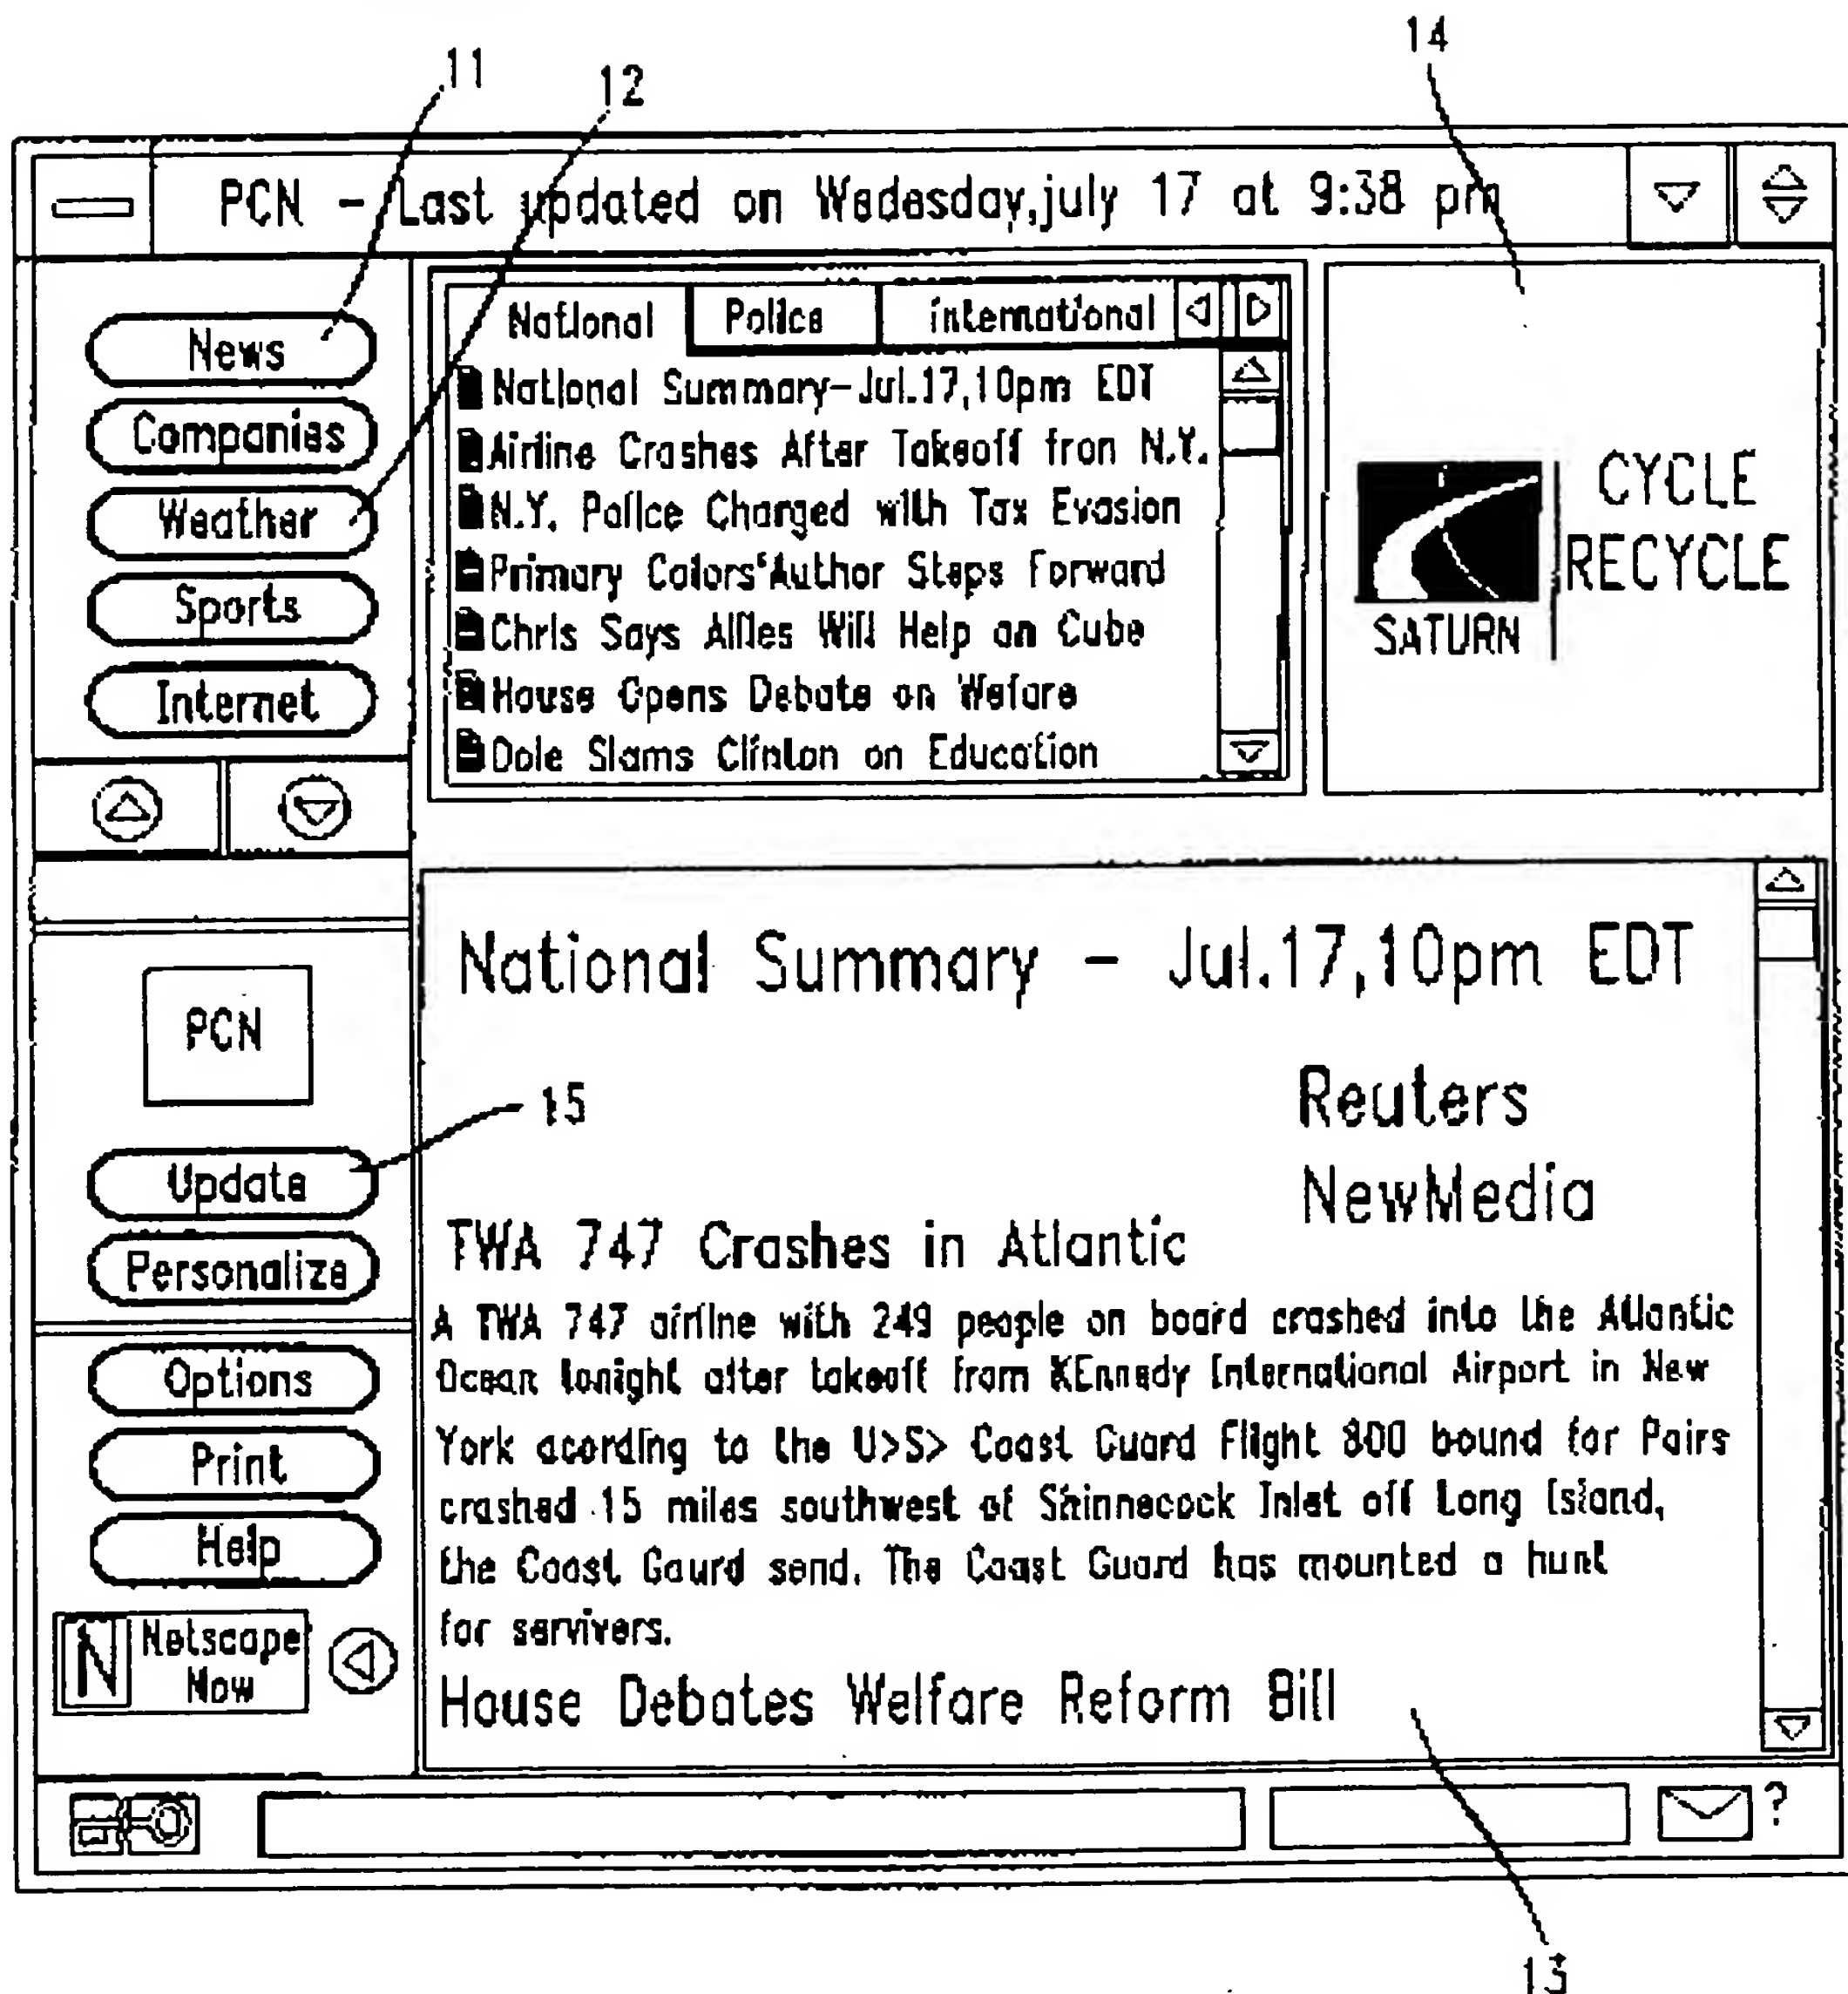 11
12
14
PCN - Last updated on Wedasday,july 17 at 9:38 pm
News
Companies
Weather
Sports
Internet
National Police international
National Summary-Jul.17,10pm EDT
Airline Crashes After Takeoff fron N.Y.
N.Y. Police Charged with Tax Evasion
Primary Colors'Author Steps Forward
Chris Says Allies Will Help on Cube
House Opens Debate on Wefare
Dole Slams Clinton on Education
CYCLE
RECYCLE
SATURN
PCN
15
Update
Personalize
Options
Print
Help
N Netscape
Now
National Summary - Jul.17,10pm EDT
Reuters
NewMedia
TWA 747 Crashes in Atlantic
A TWA 747 airline with 249 people on board crashed into the Atlantic
Ocean tonight after takeoff from KEnnedy International Airport in New
York acording to the U>S> Coast Guard Flight 800 bound for Pairs
crashed 15 miles southwest of Shinnecock Inlet off Long Island,
the Coast Gaurd send. The Coast Guard has mounted a hunt
for servivers.
House Debates Welfare Reform Bill
?
13